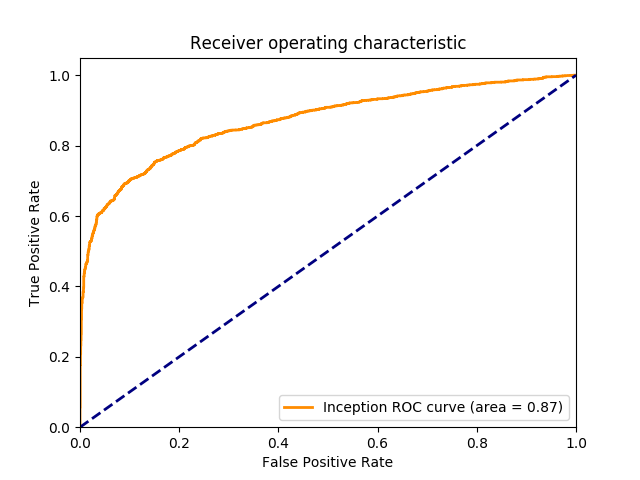 Receiver operating characteristic
True Positive Rate
1.0
0.8
0.6
0.4
0.2
0.0
Inception ROC curve (area = 0.87)
0.0 0.2 0.4 0.6 0.8 1.0
False Positive Rate